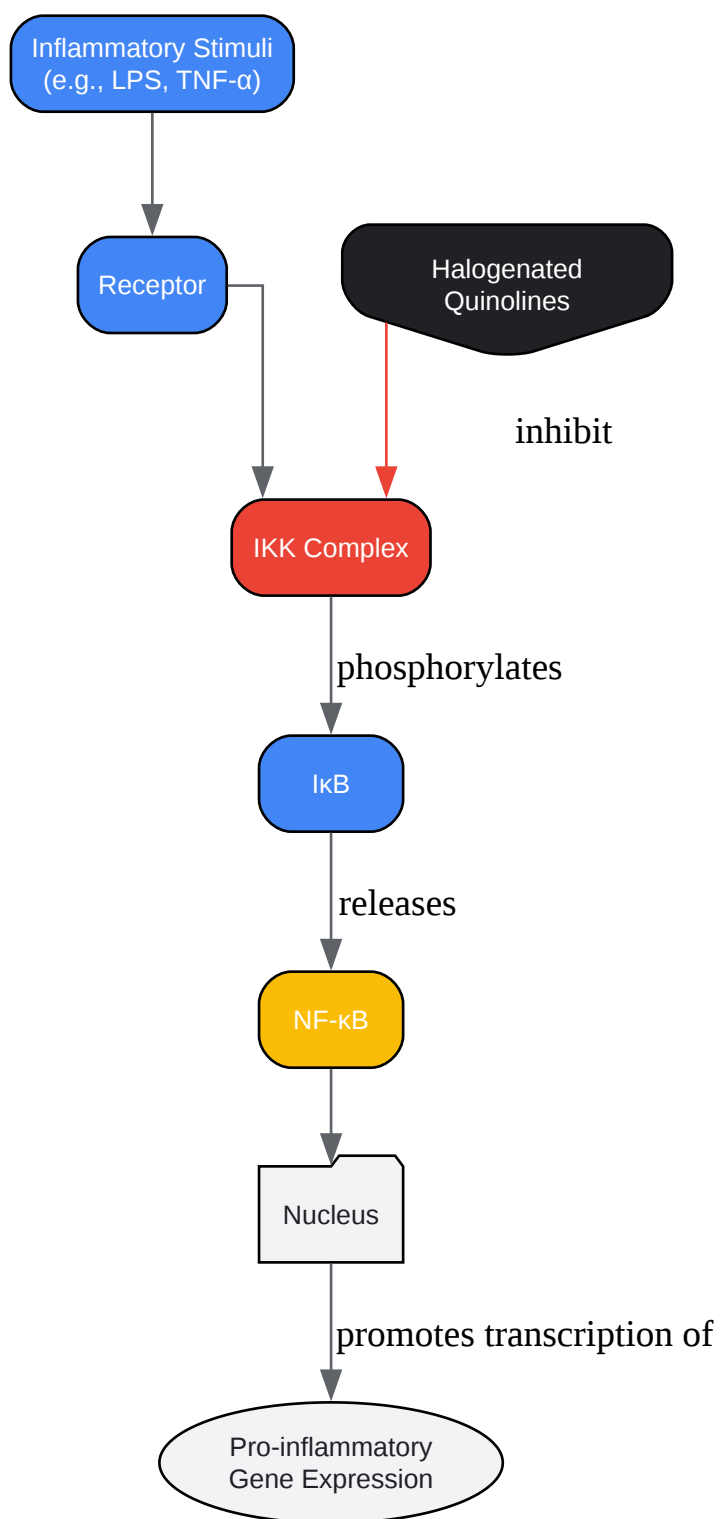 Inflammatory Stimuli
(e.g., LPS, TNF-α)
Receptor
Halogenated
Quinolines
inhibit
IKK Complex
phosphorylates
IκB
releases
NF-κB
Nucleus
promotes transcription of
Pro-inflammatory
Gene Expression